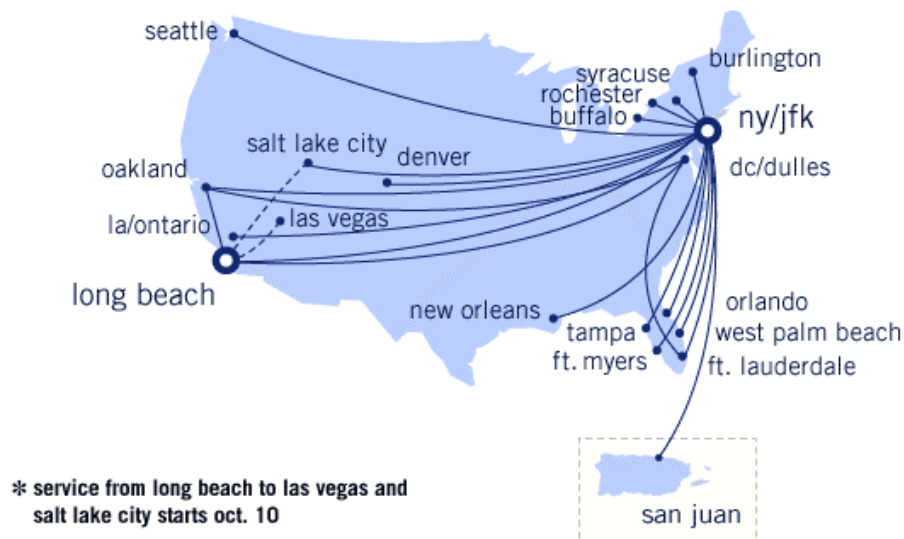 seattle
burlington
syracuse
rochester
buffalo
ny/jfk
salt lake city
denver
oakland
dc/dulles
la/ontario
las vegas
long beach
new orleans
orlando
tampa
west palm beach
ft. myers
ft. lauderdale
* service from long beach to las vegas and
salt lake city starts oct. 10
san juan